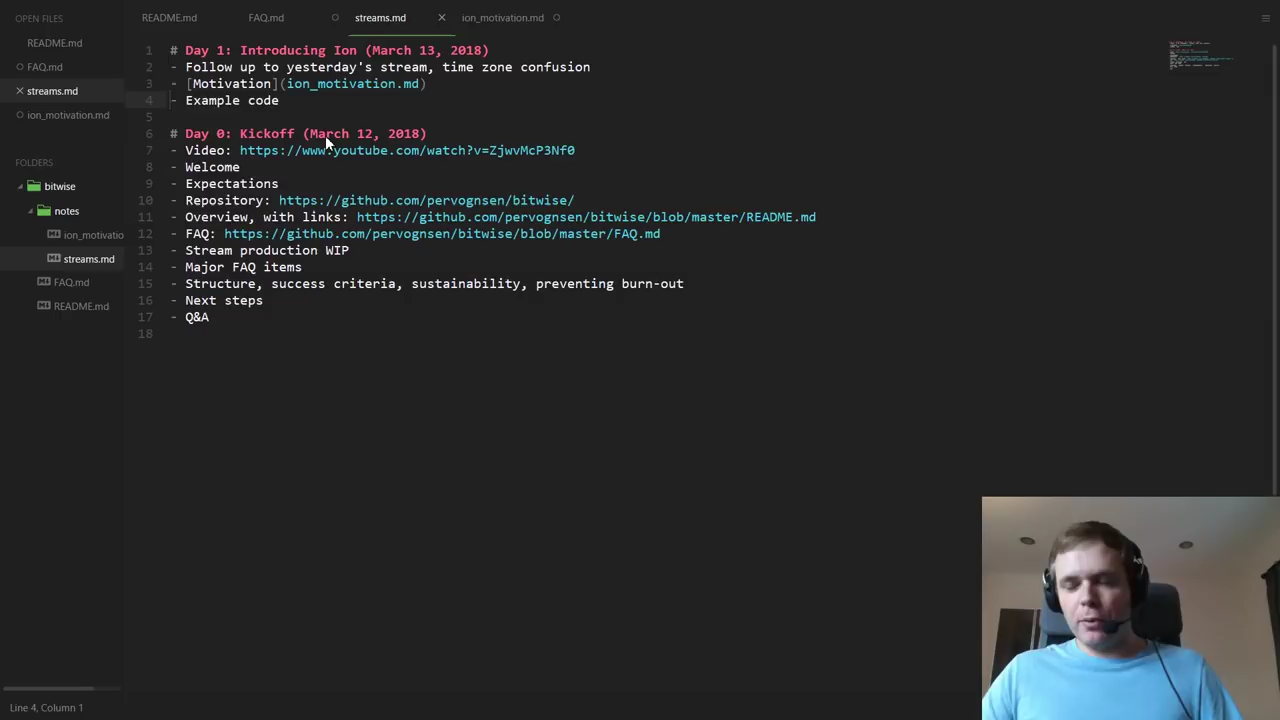 OPEN FILES
README.md
FAQ.md
streams.md
ion_motivation.md
FOLDERS
bitwise
notes
ion_motivatio
streams.md
FAQ.md
README.md
README.md FAQ.md streams.md ion_motivation.md
1 # Day 1: Introducing Ion (March 13, 2018)
2 - Follow up to yesterday's stream, time zone confusion
3 - [Motivation](ion_motivation.md)
4 - Example code
5
6 # Day 0: Kickoff (March 12, 2018)
7 - Video: https://www.youtube.com/watch?v=ZjwvMcP3Nf0
8 - Welcome
9 - Expectations
10 - Repository: https://github.com/pervognsen/bitwise/
11 - Overview, with links: https://github.com/pervognsen/bitwise/blob/master/README.md
12 - FAQ: https://github.com/pervognsen/bitwise/blob/master/FAQ.md
13 - Stream production WIP
14 - Major FAQ items
15 - Structure, success criteria, sustainability, preventing burn-out
16 - Next steps
17 - Q&A
18
Line 4, Column 1